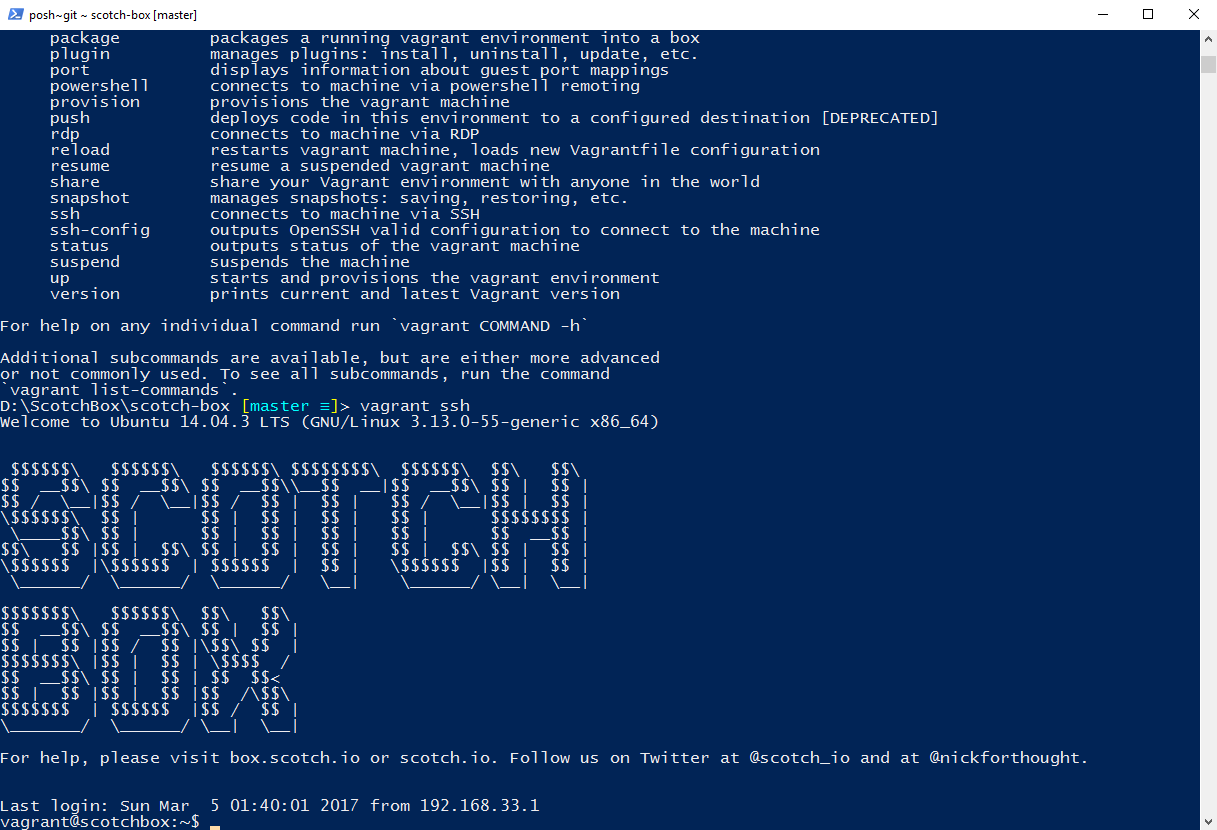 posh~git ~ scotch-box [master]
package         packages a running vagrant environment into a box
plugin          manages plugins: install, uninstall, update, etc.
port            displays information about guest port mappings
powershell      connects to machine via powershell remoting
provision       provisions the vagrant machine
push            deploys code in this environment to a configured destination [DEPRECATED]
rdp             connects to machine via RDP
reload          restarts vagrant machine, loads new Vagrantfile configuration
resume          resume a suspended vagrant machine
share           share your Vagrant environment with anyone in the world
snapshot        manages snapshots: saving, restoring, etc.
ssh             connects to machine via SSH
ssh-config      outputs OpenSSH valid configuration to connect to the machine
status          outputs status of the vagrant machine
suspend         suspends the machine
up              starts and provisions the vagrant environment
version         prints current and latest Vagrant version
For help on any individual command run `vagrant COMMAND -h`
Additional subcommands are available, but are either more advanced
or not commonly used. To see all subcommands, run the command
`vagrant list-commands`.
D:\ScotchBox\scotch-box [master ≡]> vagrant ssh
Welcome to Ubuntu 14.04.3 LTS (GNU/Linux 3.13.0-55-generic x86_64)
SCOTCH
BOX
For help, please visit box.scotch.io or scotch.io. Follow us on Twitter at @scotch_io and at @nickforthought.
Last login: Sun Mar  5 01:40:01 2017 from 192.168.33.1
vagrant@scotchbox:~$